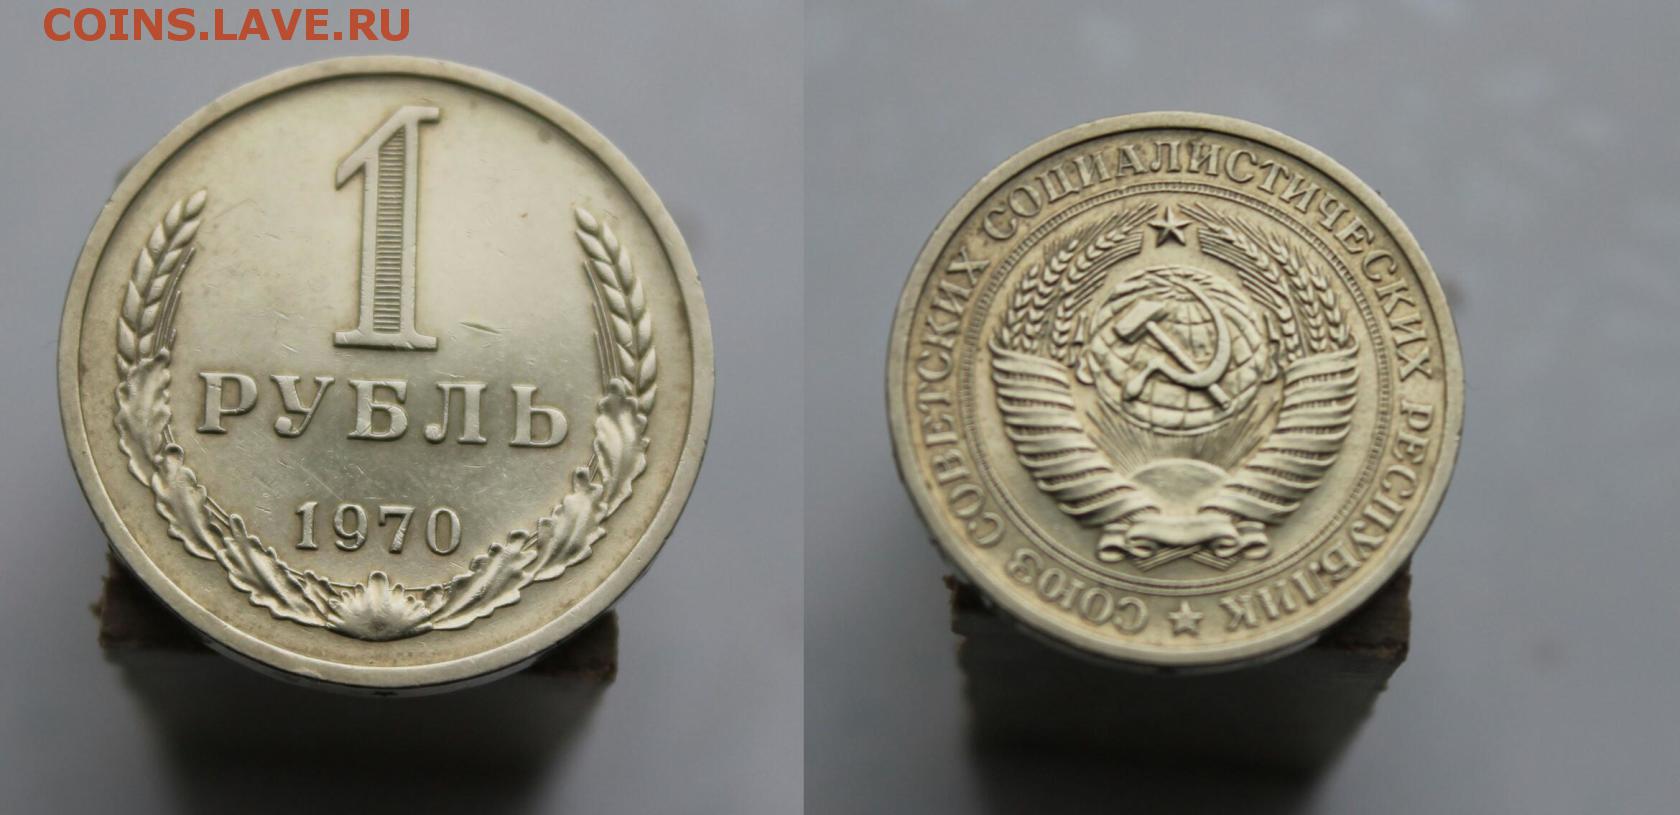 COINS.LAVE.RU
1
РУБЛЬ
1970
СОЮЗ СОВЕТСКИХ СОЦИАЛИСТИЧЕСКИХ РЕСПУБЛИК